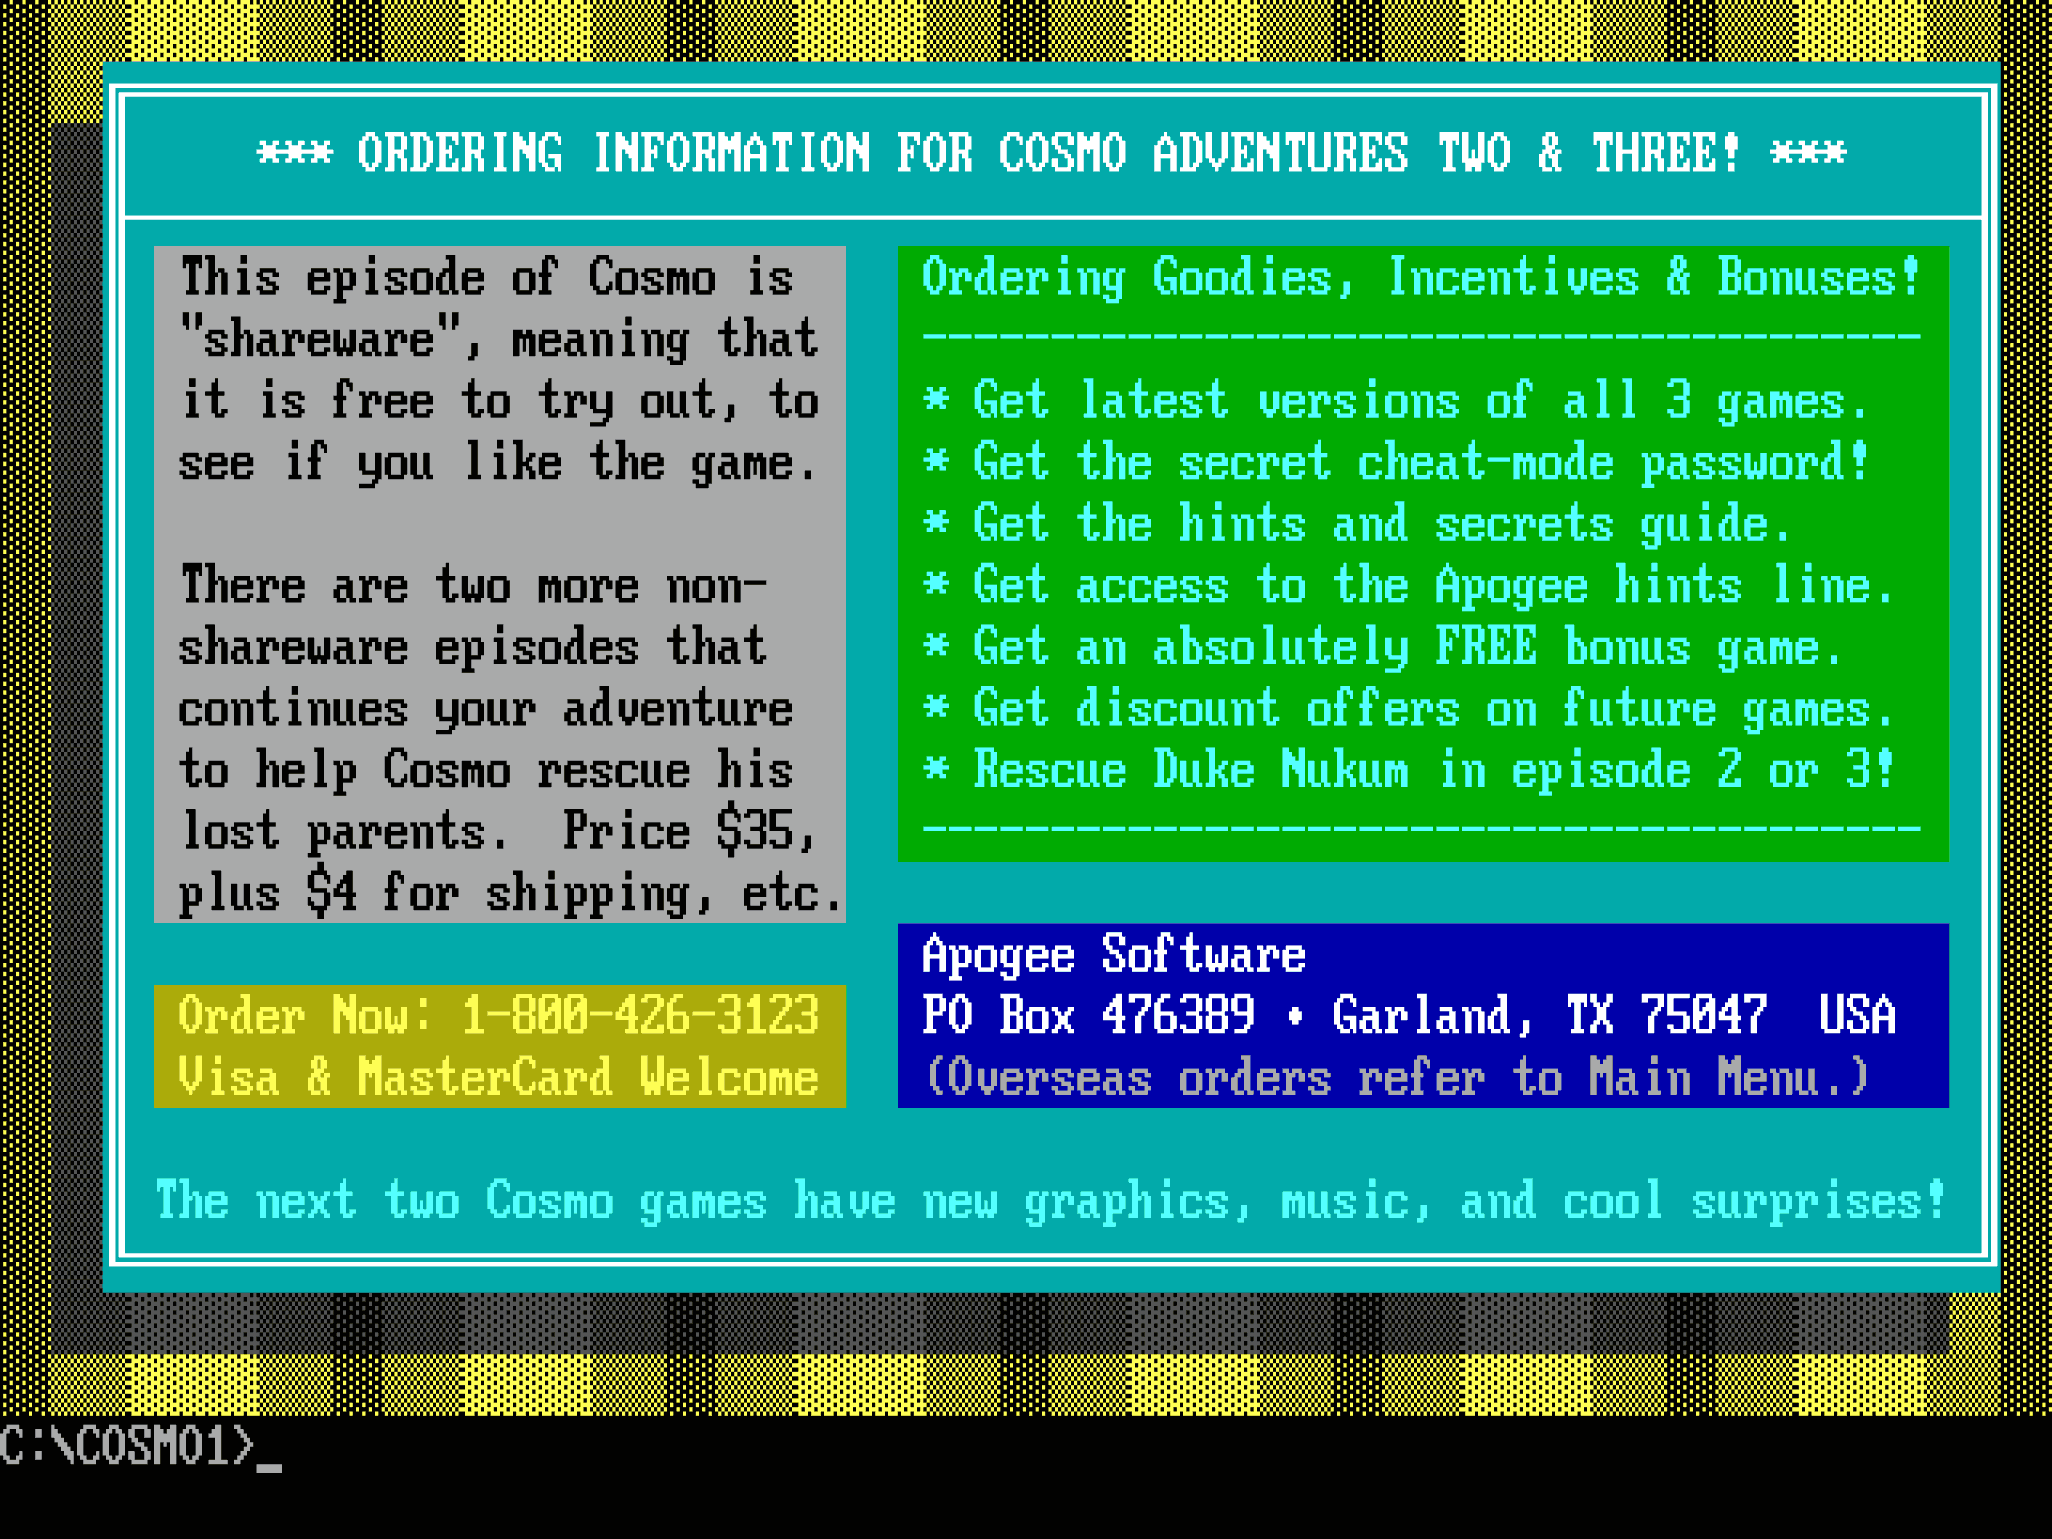 *** ORDERING INFORMATION FOR COSMO ADVENTURES TWO & THREE! ***
This episode of Cosmo is
"shareware", meaning that
it is free to try out, to
see if you like the game.
There are two more non-
shareware episodes that
continues your adventure
to help Cosmo rescue his
lost parents.  Price $35,
plus $4 for shipping, etc.
Order Now: 1-800-426-3123
Visa & MasterCard Welcome
Ordering Goodies, Incentives & Bonuses!
---------------------------------------
* Get latest versions of all 3 games.
* Get the secret cheat-mode password!
* Get the hints and secrets guide.
* Get access to the Apogee hints line.
* Get an absolutely FREE bonus game.
* Get discount offers on future games.
* Rescue Duke Nukum in episode 2 or 3!
---------------------------------------
Apogee Software
PO Box 476389 • Garland, TX 75047  USA
(Overseas orders refer to Main Menu.)
The next two Cosmo games have new graphics, music, and cool surprises!
C:\COSMO1>_